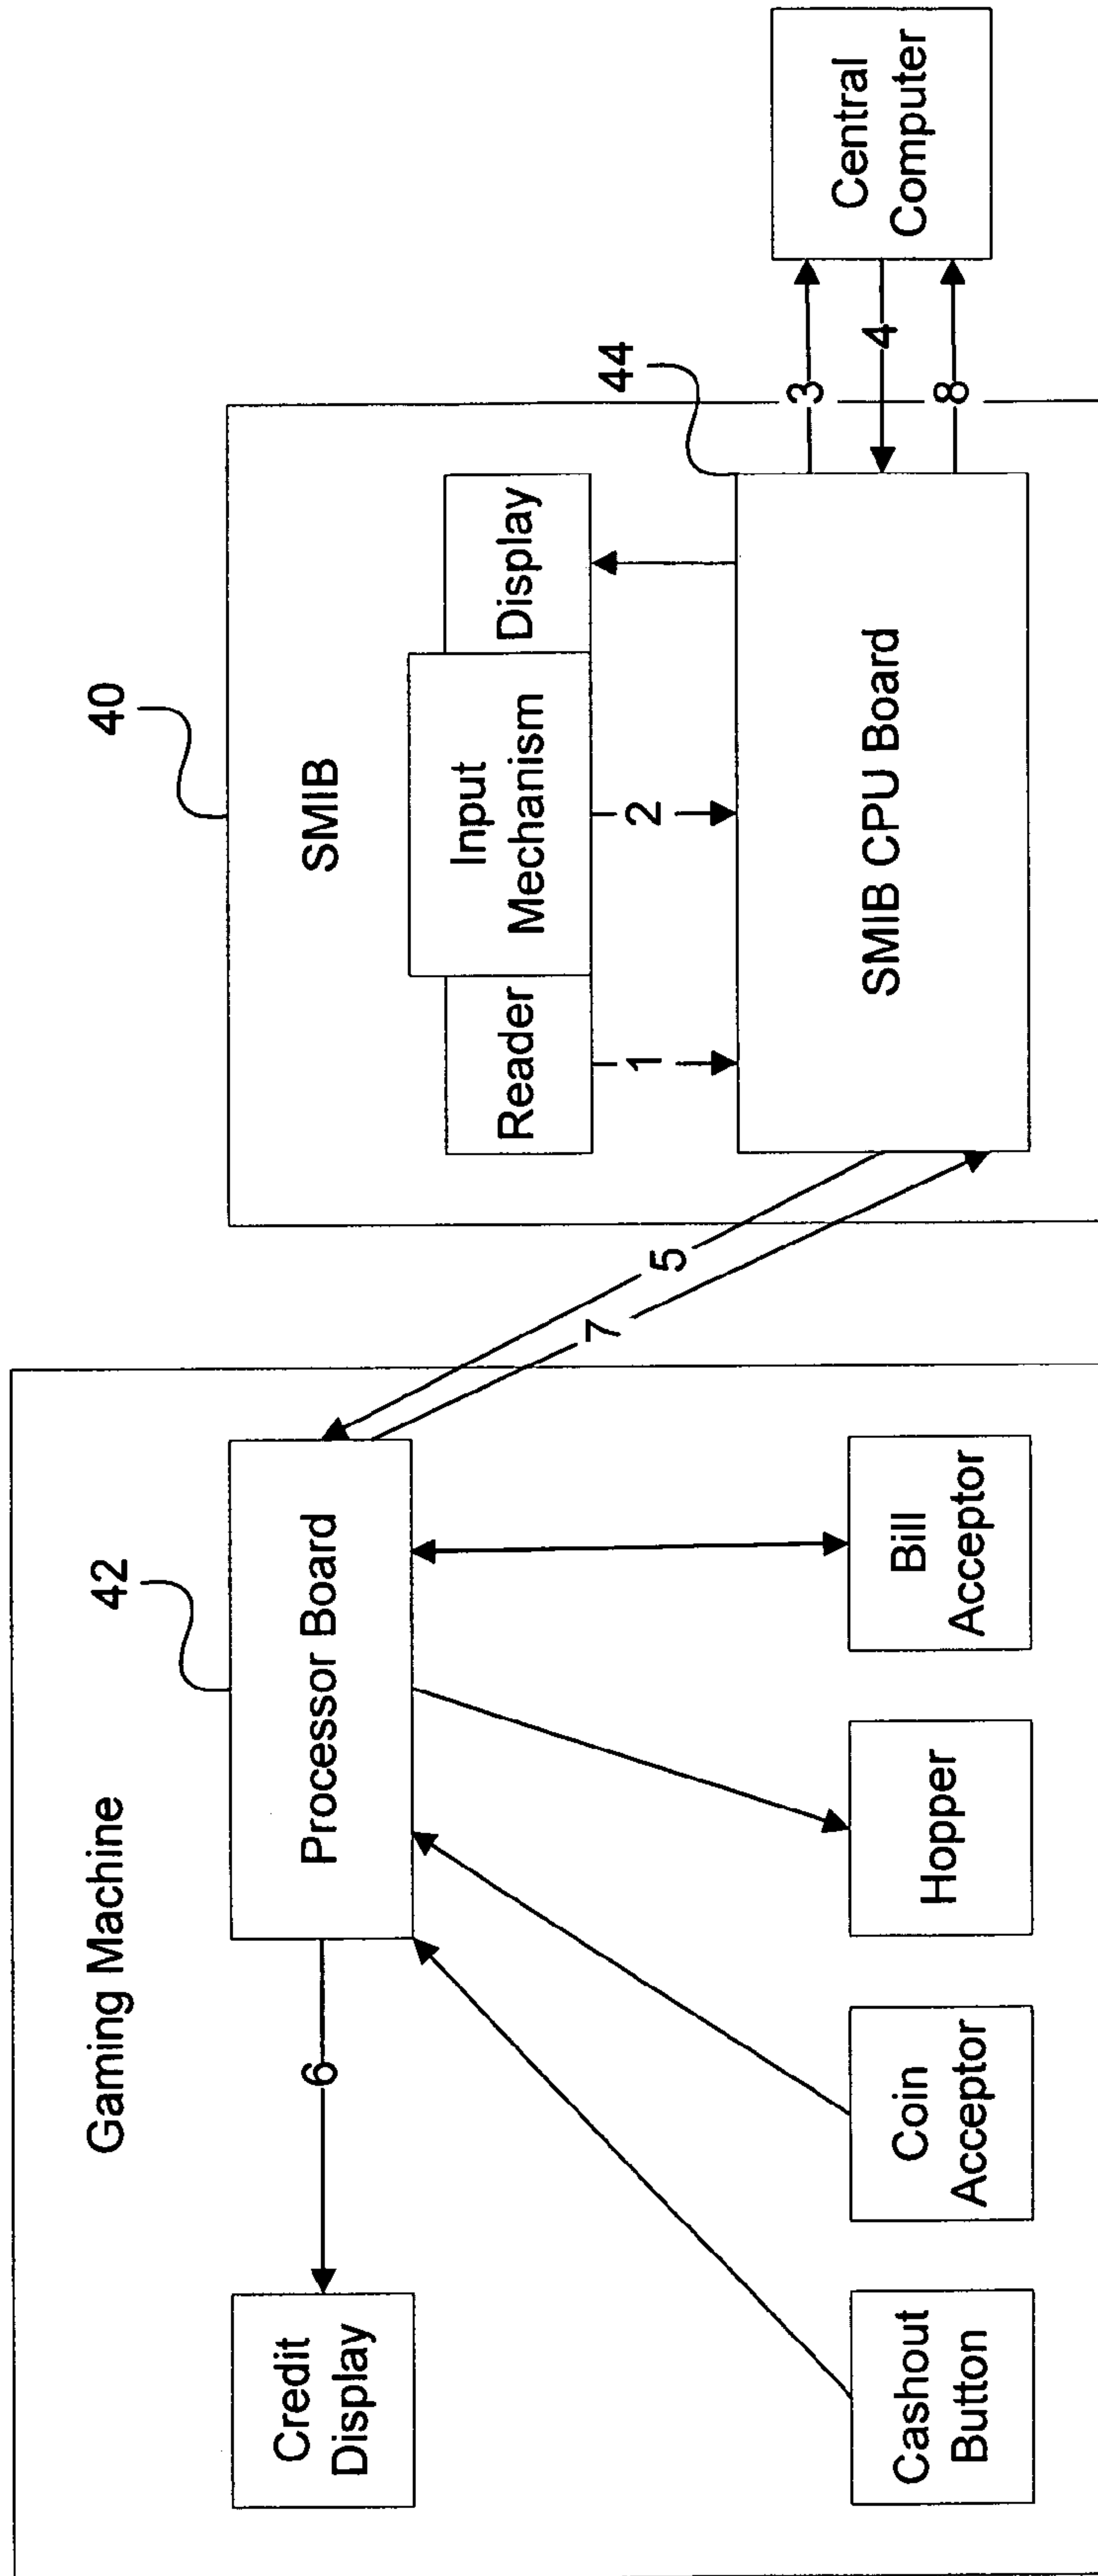 Gaming Machine
42
Credit
Display
6
Processor Board
Cashout
Button
Coin
Acceptor
Hopper
Bill
Acceptor
5
7
40
SMIB
Reader
Input
Mechanism
Display
1
2
44
SMIB CPU Board
3
4
8
Central
Computer